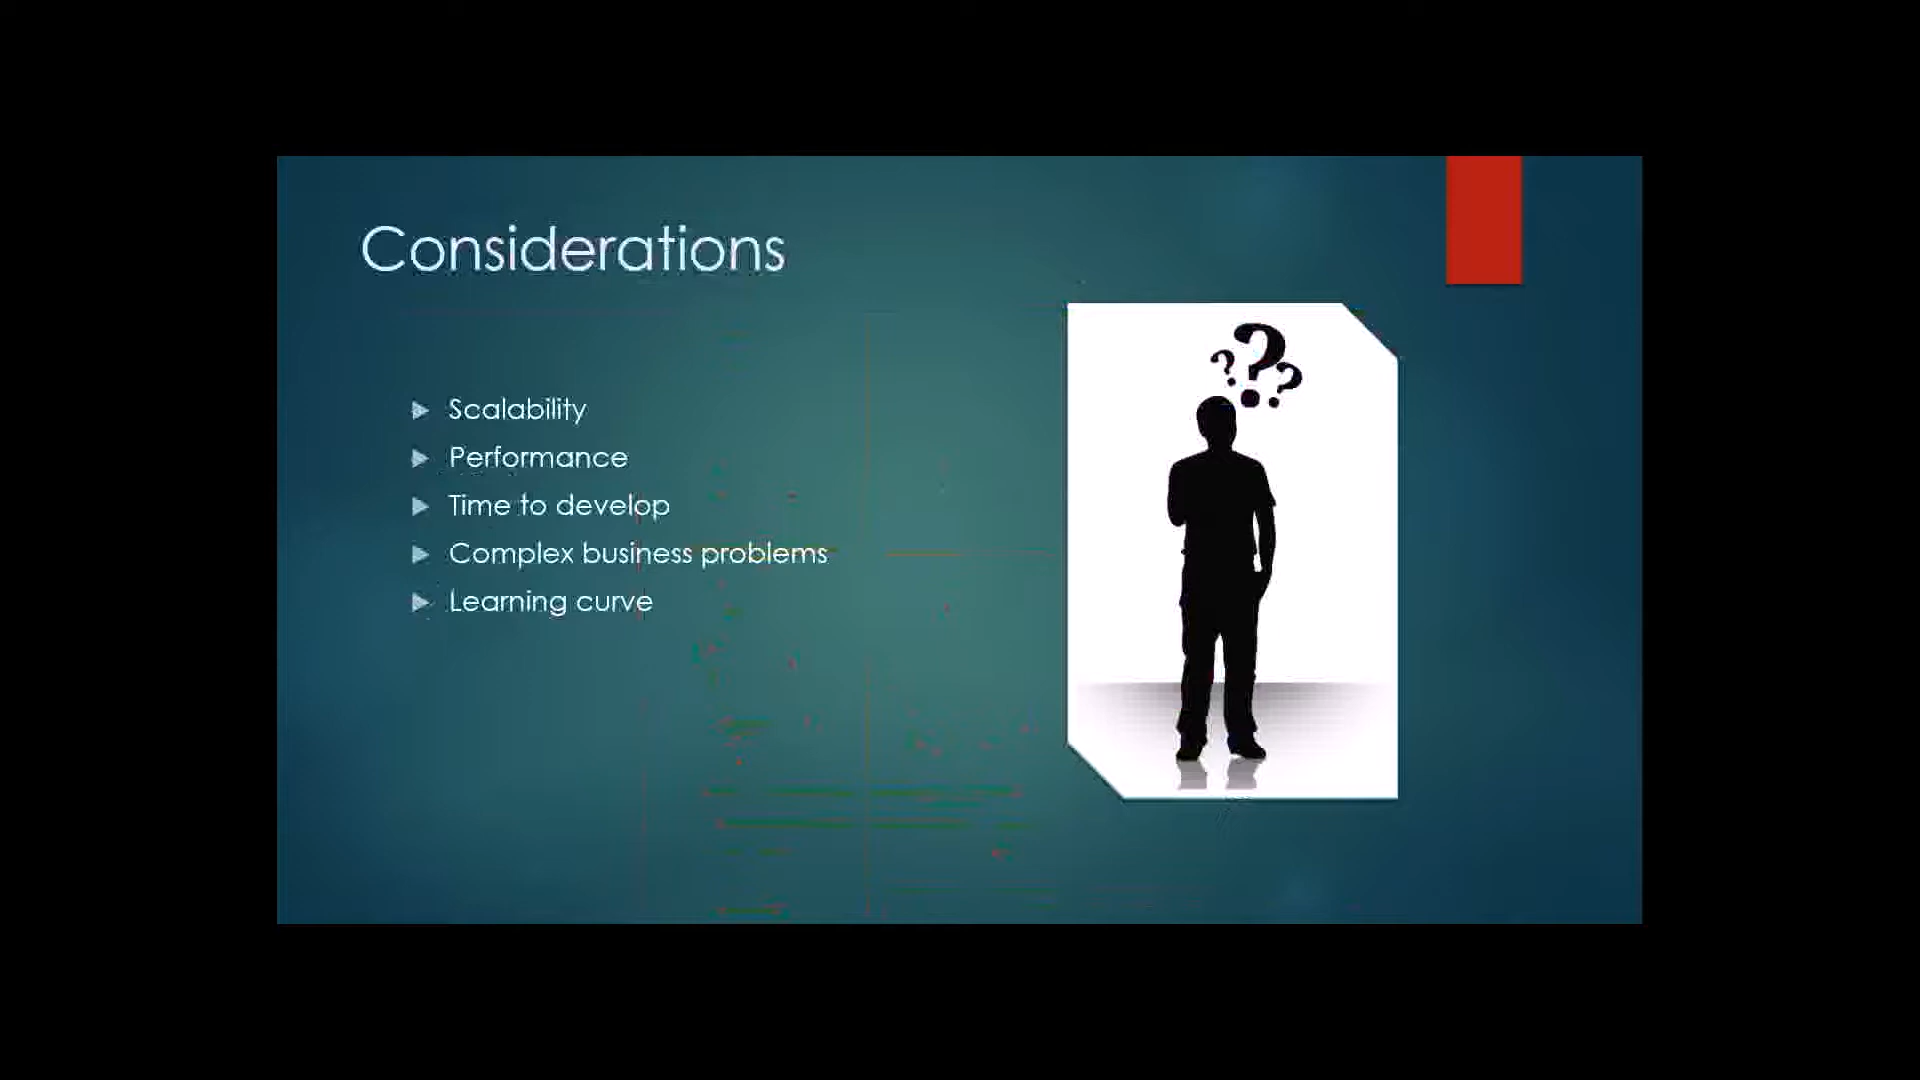 Considerations
Scalability
Performance
Time to develop
Complex business problems
Learning curve
???